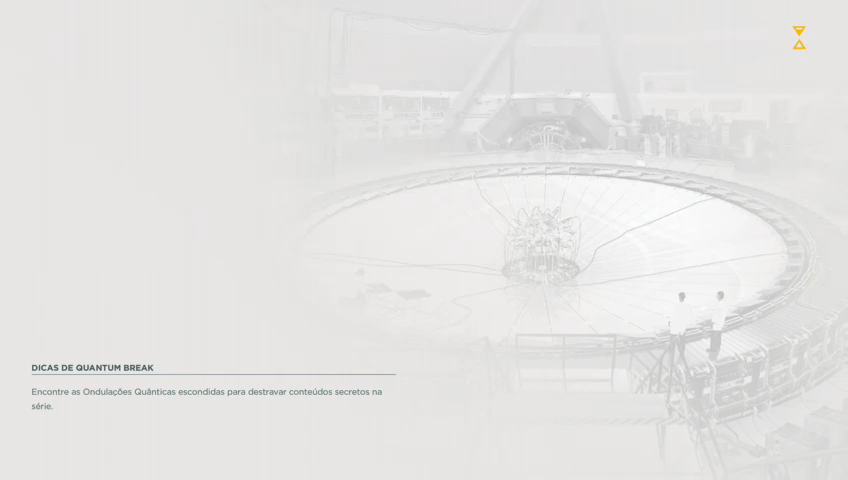 DICAS DE QUANTUM BREAK
Encontre as Ondulações Quânticas escondidas para destravar conteúdos secretos na
série.